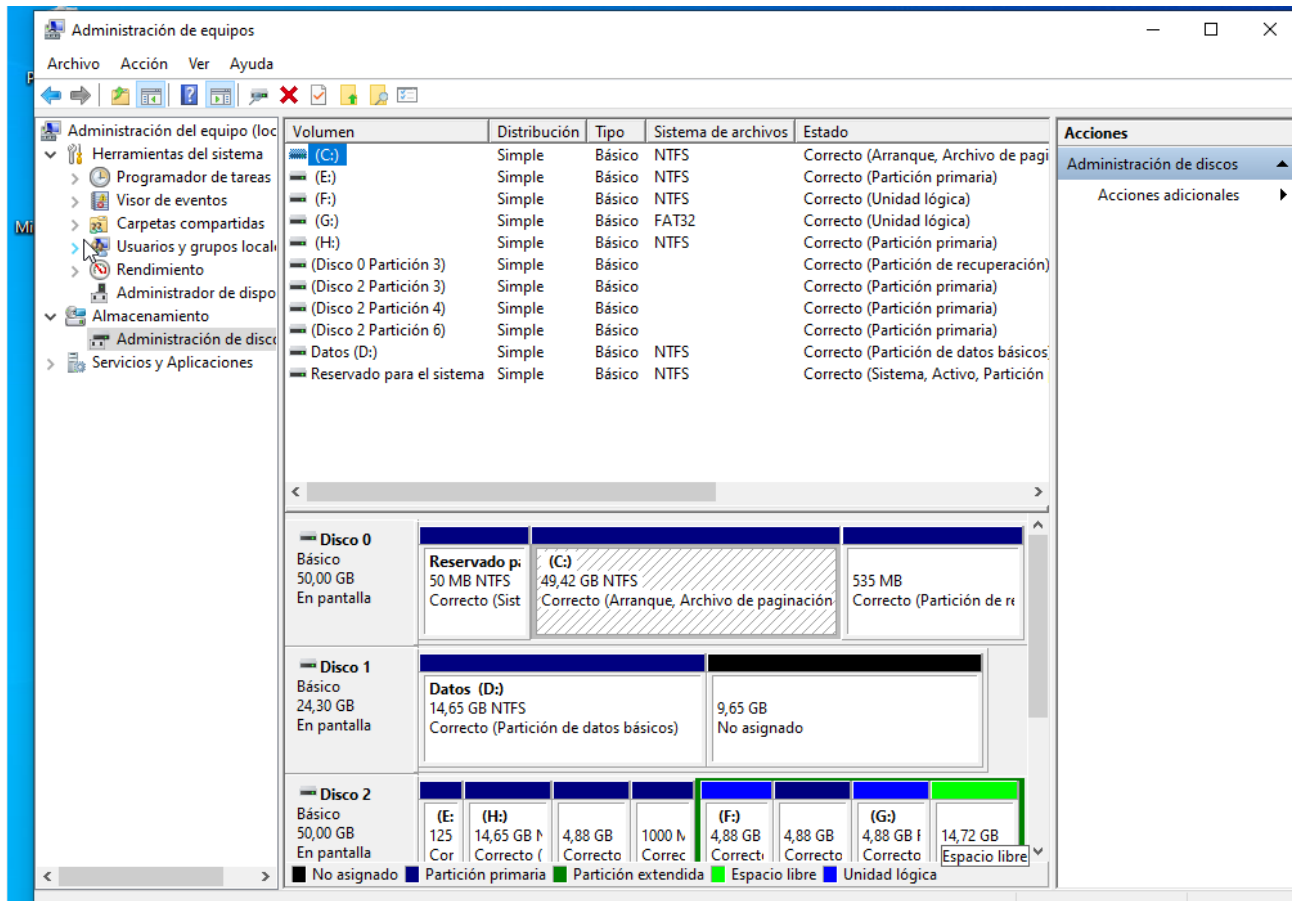 Administración de equipos
Archivo Acción Ver Ayuda
Administración del equipo (loc
Herramientas del sistema
Programador de tareas
Visor de eventos
Carpetas compartidas
Usuarios y grupos local
Rendimiento
Administrador de dispo
Almacenamiento
Administración de disc
Servicios y Aplicaciones
Volumen Distribución Tipo Sistema de archivos Estado
(C:) Simple Básico NTFS Correcto (Arranque, Archivo de pagi
(E:) Simple Básico NTFS Correcto (Partición primaria)
(F:) Simple Básico NTFS Correcto (Unidad lógica)
(G:) Simple Básico FAT32 Correcto (Unidad lógica)
(H:) Simple Básico NTFS Correcto (Partición primaria)
(Disco 0 Partición 3) Simple Básico Correcto (Partición de recuperación)
(Disco 2 Partición 3) Simple Básico Correcto (Partición primaria)
(Disco 2 Partición 4) Simple Básico Correcto (Partición primaria)
(Disco 2 Partición 6) Simple Básico Correcto (Partición primaria)
Datos (D:) Simple Básico NTFS Correcto (Partición de datos básicos
Reservado para el sistema Simple Básico NTFS Correcto (Sistema, Activo, Partición
Acciones
Administración de discos
Acciones adicionales
Mi
Disco 0
Básico
50,00 GB
En pantalla
Reservado pa
50 MB NTFS
Correcto (Sist
(C:)
49,42 GB NTFS
Correcto (Arranque, Archivo de paginación
535 MB
Correcto (Partición de re
Disco 1
Básico
24,30 GB
En pantalla
Datos (D:)
14,65 GB NTFS
Correcto (Partición de datos básicos)
9,65 GB
No asignado
Disco 2
Básico
50,00 GB
En pantalla
(E:
125
Cor
(H:)
14,65 GB N
Correcto (
4,88 GB
Correcto
1000 M
Correc
(F:)
4,88 GB
Correct
4,88 GB
Correcto
(G:)
4,88 GB F
Correcto
14,72 GB
Espacio libre
No asignado Partición primaria Partición extendida Espacio libre Unidad lógica